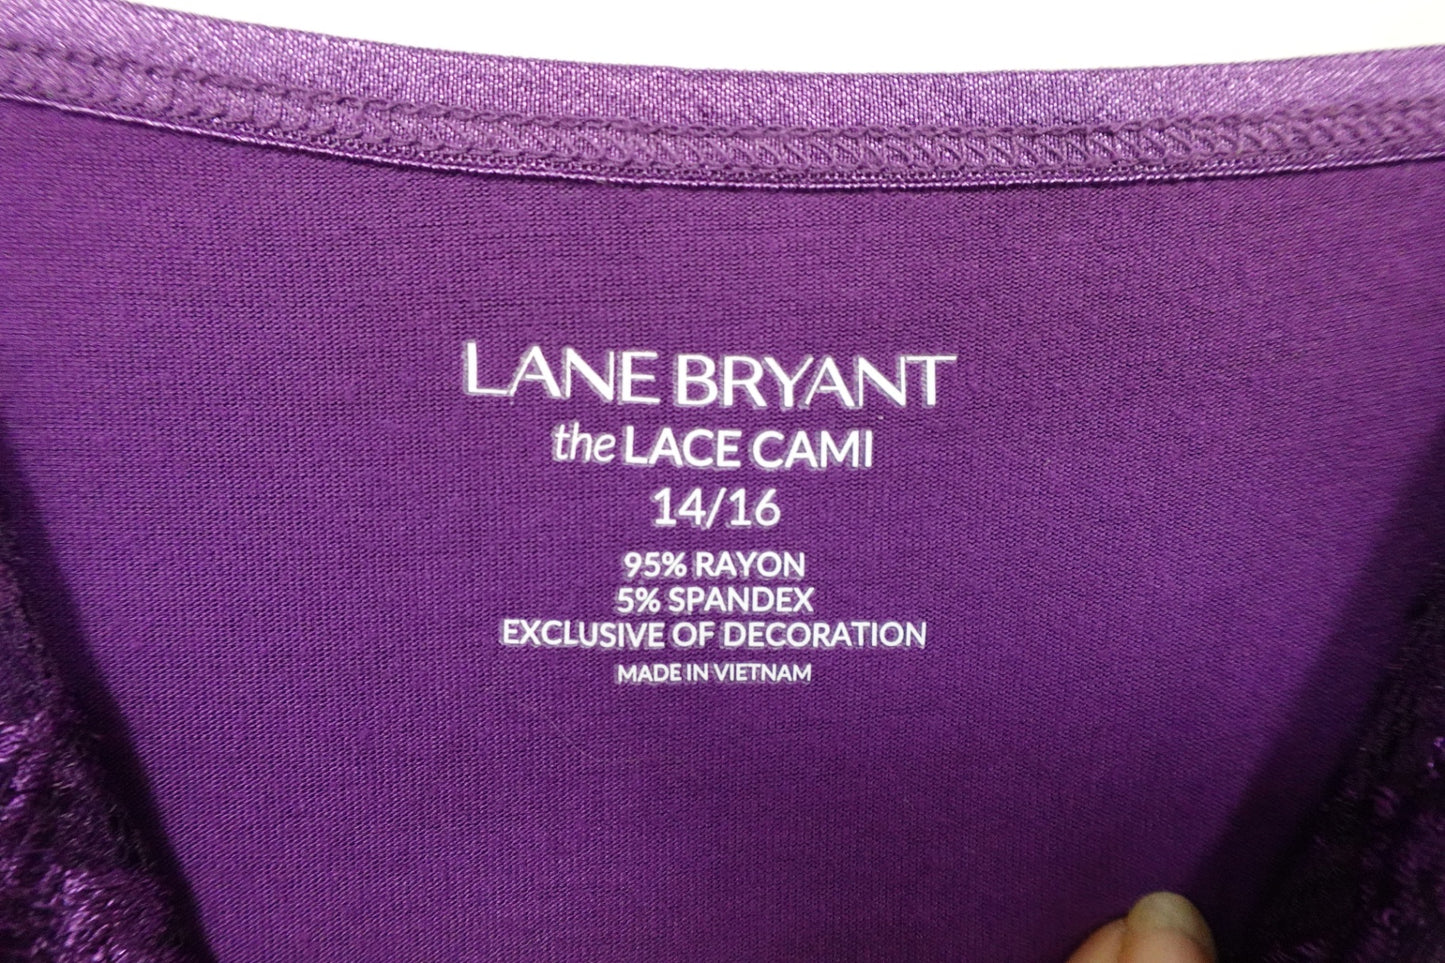 LANE BRYANT
the LACE CAMI
14/16
95% RAYON
5% SPANDEX
EXCLUSIVE OF DECORATION
MADE IN VIETNAM